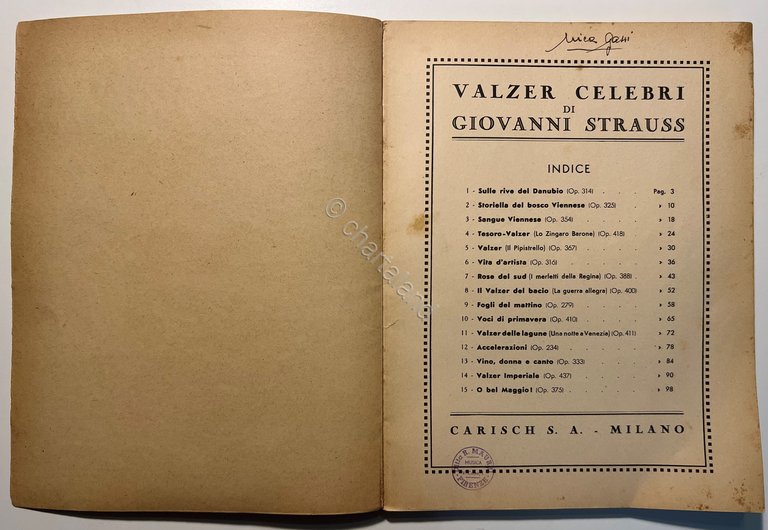 VALZER CELEBRI
DI
GIOVANNI STRAUSS
INDICE
1 - Sulle rive del Danubio (Op. 314) . . . . Pag. 3
2 - Storiella del bosco Viennese (Op. 325) . . . » 10
3 - Sangue Viennese (Op. 354) . . . . . » 18
4 - Tesoro-Valzer (Lo Zingaro Barone) (Op. 418) . . » 24
5 - Valzer (Il Pipistrello) (Op. 367) . . . . » 30
6 - Vita d'artista (Op. 316) . . . . . » 36
7 - Rose del sud (I merletti della Regina) (Op. 388) . » 43
8 - Il Valzer del bacio (La guerra allegra) (Op. 400) . » 52
9 - Fogli del mattino (Op. 279) . . . . . » 58
10 - Voci di primavera (Op. 410) . . . . » 65
11 - Valzer delle lagune (Una notte a Venezia) (Op. 411) . » 72
12 - Accelerazioni (Op. 234) . . . . . » 78
13 - Vino, donna e canto (Op. 333) . . . . » 84
14 - Valzer Imperiale (Op. 437) . . . . . » 90
15 - O bel Maggio! (Op. 375) . . . . . » 98
CARISCH S. A. - MILANO
MUSICA
FIRENZE